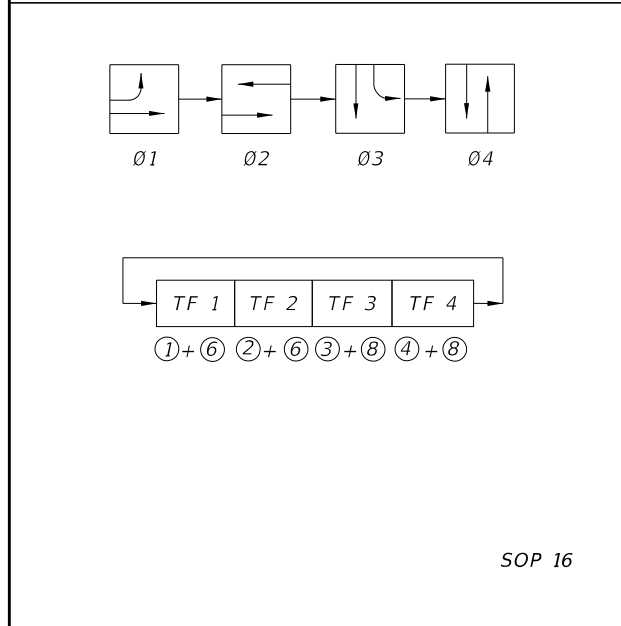 Ø1 Ø2 Ø3 Ø4
TF 1 TF 2 TF 3 TF 4
①+⑥ ②+⑥ ③+⑧ ④+⑧
SOP 16